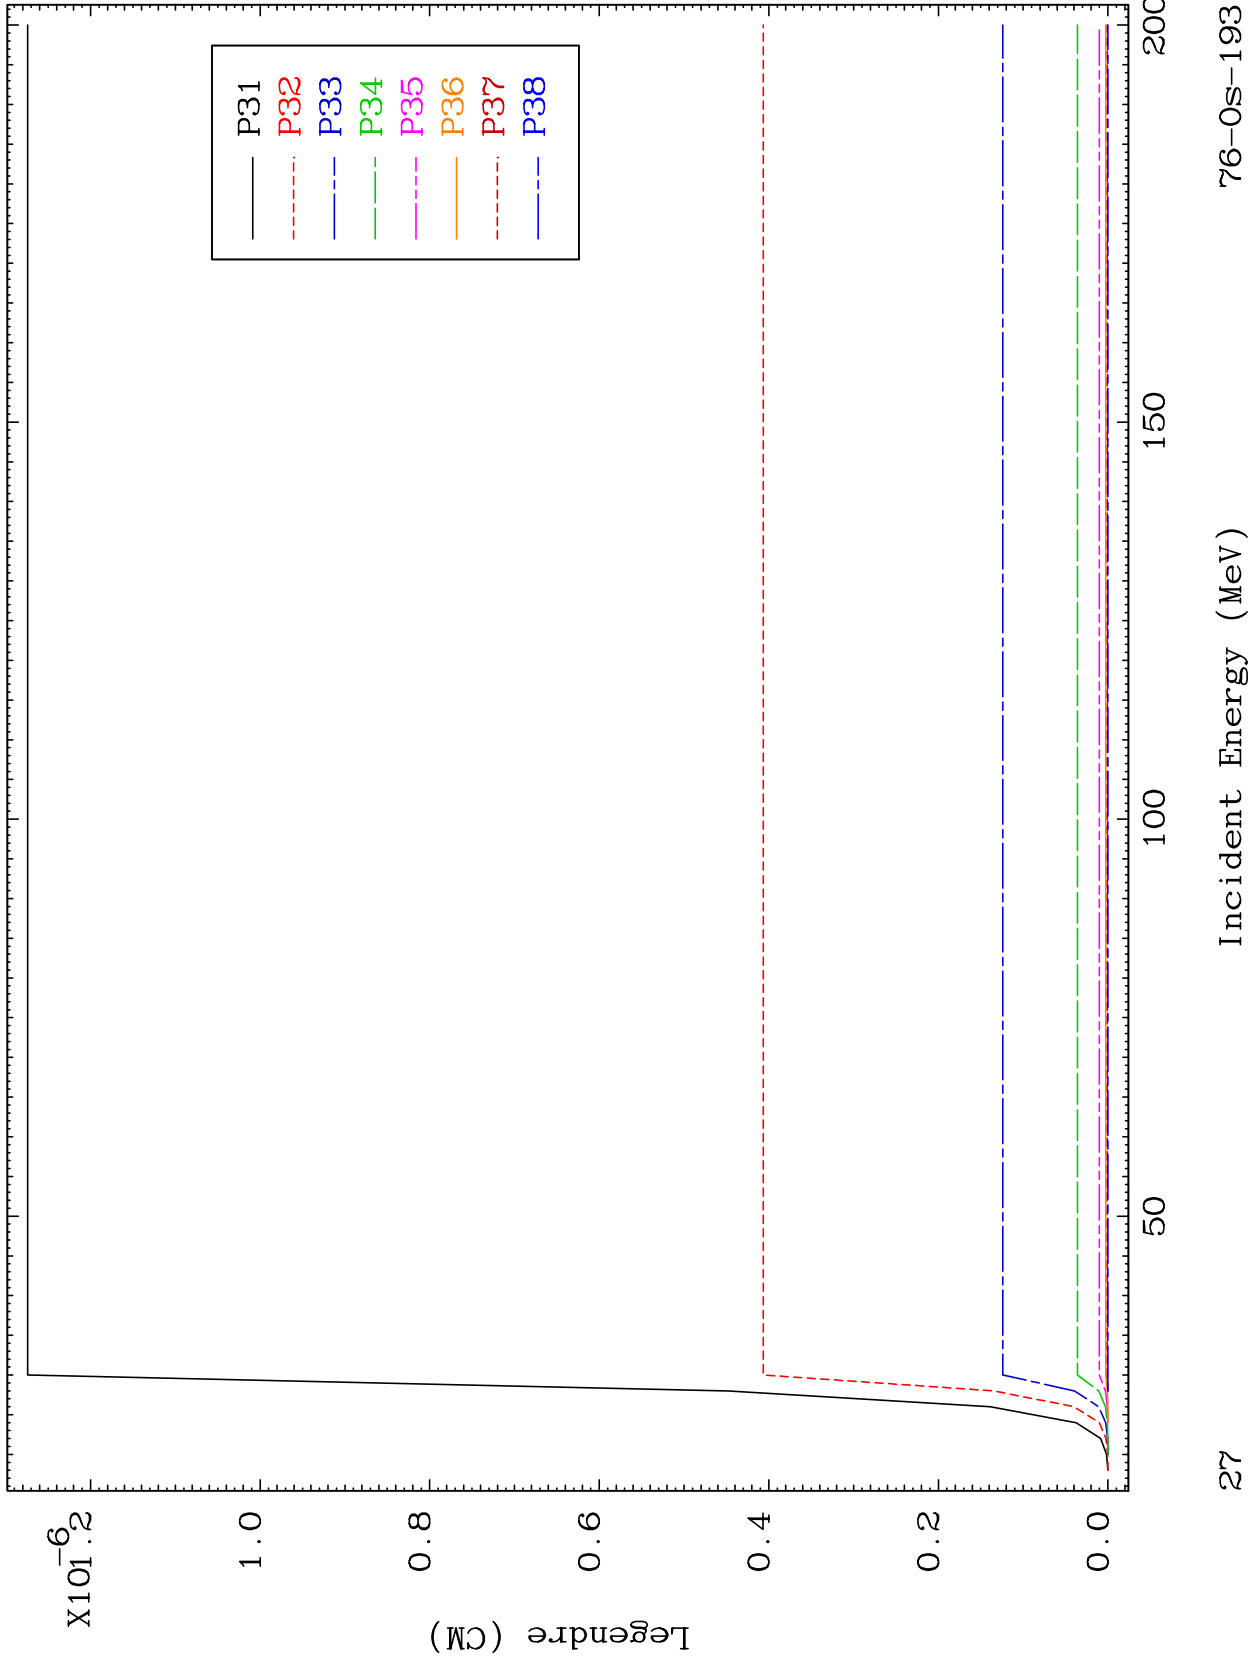 P31
P32
P33
P34
P35
P36
P37
P38
X10
-6
1.2
1.0
0.8
0.6
0.4
0.2
0.0
Legendre (CM)
50
100
150
200
Incident Energy (MeV)
27
76-Os-193